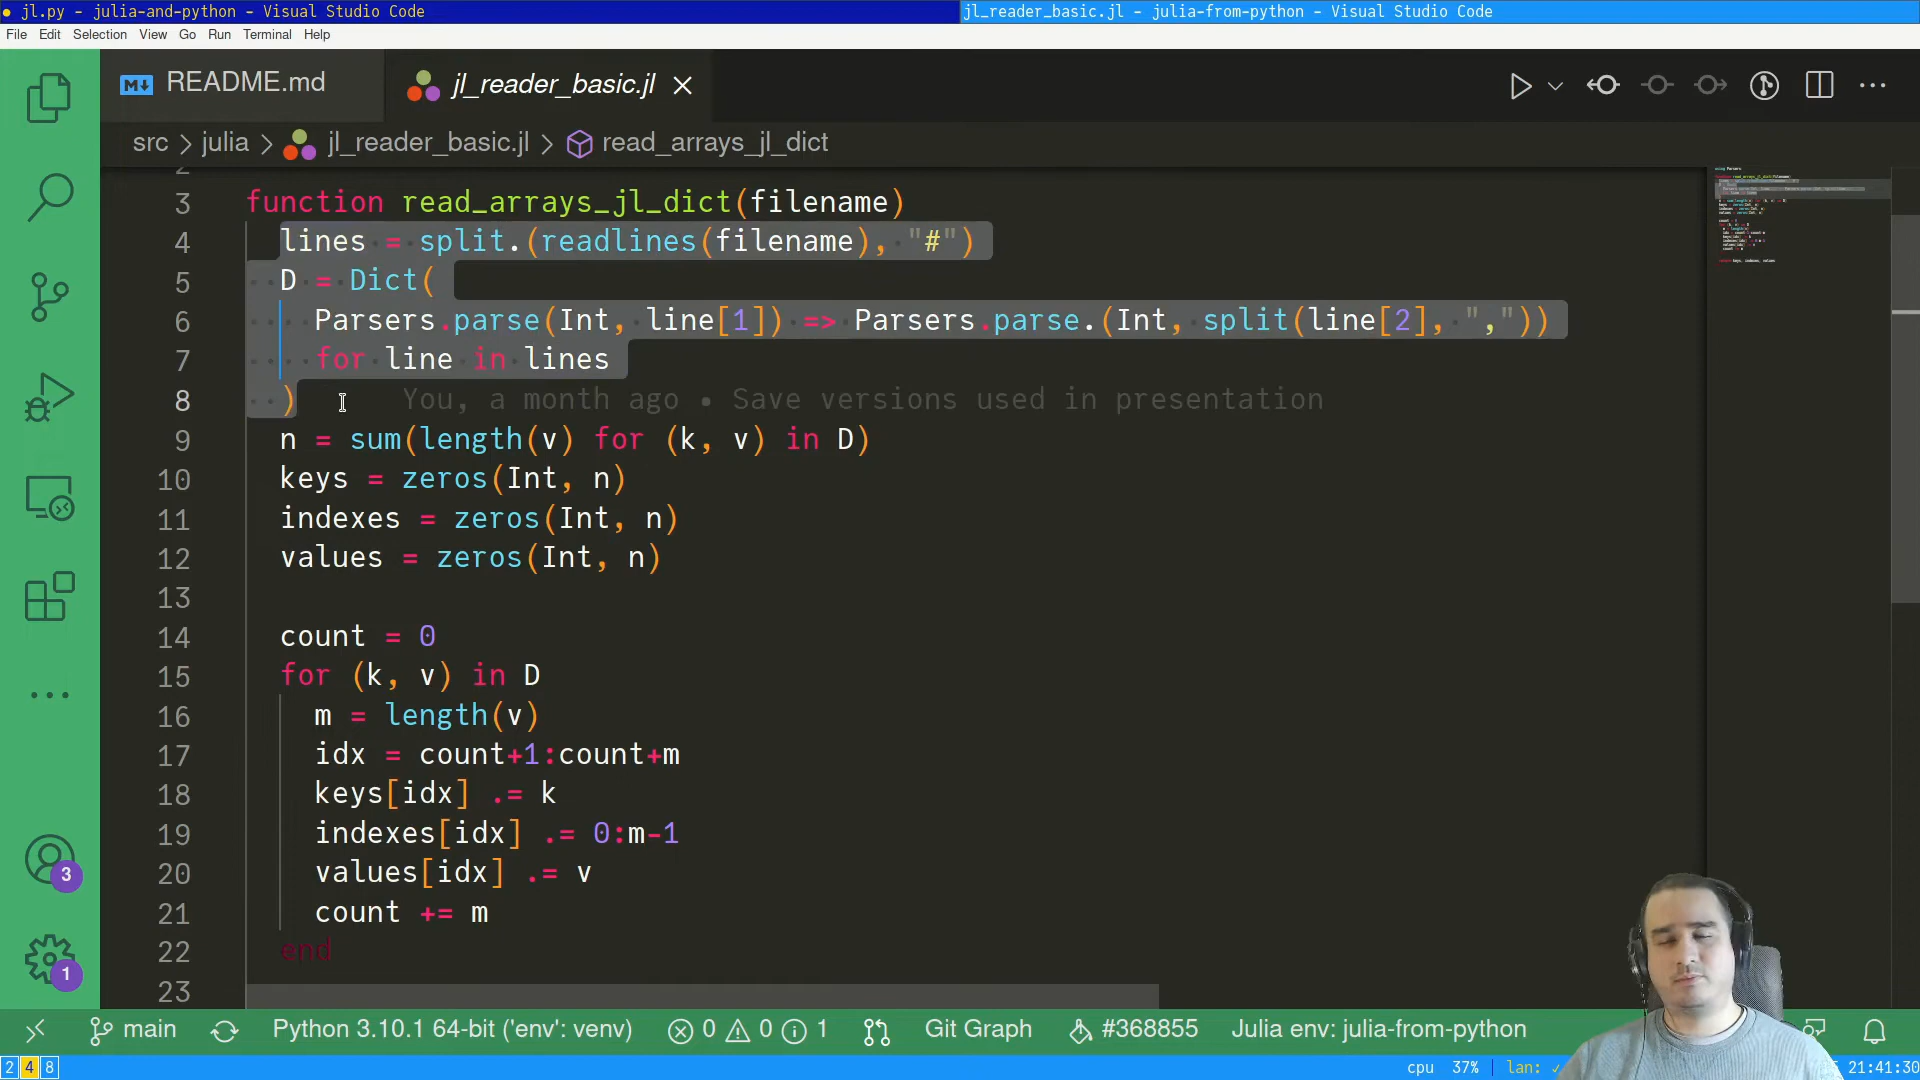 jl.py - julia-and-python - Visual Studio Code
jl_reader_basic.jl - julia-from-python - Visual Studio Code
File Edit Selection View Go Run Terminal Help
README.md
jl_reader_basic.jl
src > julia > jl_reader_basic.jl > read_arrays_jl_dict
2
3 function read_arrays_jl_dict(filename)
4 lines = split.(readlines(filename), "#")
5 D = Dict(
6 Parsers.parse(Int, line[1]) => Parsers.parse.(Int, split(line[2], ","))
7 for line in lines
8 ) You, a month ago • Save versions used in presentation
9 n = sum(length(v) for (k, v) in D)
10 keys = zeros(Int, n)
11 indexes = zeros(Int, n)
12 values = zeros(Int, n)
13
14 count = 0
15 for (k, v) in D
16 m = length(v)
17 idx = count+1:count+m
18 keys[idx] .= k
19 indexes[idx] .= 0:m-1
20 values[idx] .= v
21 count += m
22 end
23
3
1
main Python 3.10.1 64-bit ('env': venv) 0 0 1 Git Graph #368855 Julia env: julia-from-python
2 4 8 cpu 37% lan: 21:41:30